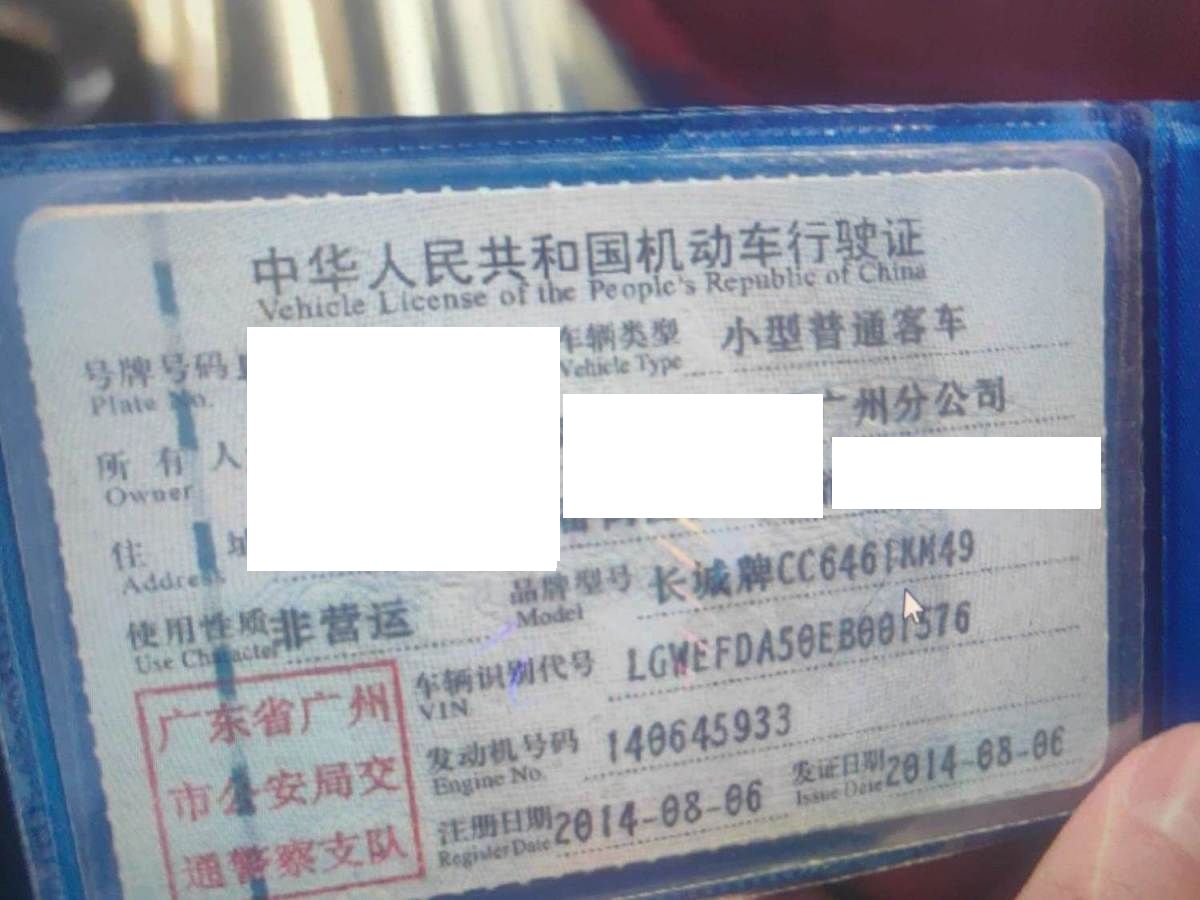 中华人民共和国机动车行驶证
Vehicle License of the People's Republic of China
号牌号码
Plate No.
车辆类型 小型普通客车
Vehicle Type
所有人
Owner
广州分公司
住
Address
使用性质 非营运
Use Character
品牌型号 长城牌CC6461KM49
Model
车辆识别代号 LGWEFDA50EB001576
VIN
发动机号码 140645933
Engine No.
注册日期 2014-08-06
Register Date
发证日期 2014-08-06
Issue Date
广东省广州
市公安局交
通警察支队